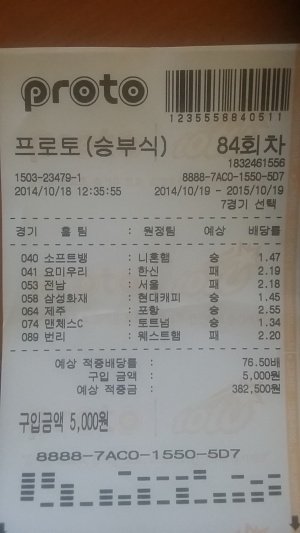 proto
1235558840511
프로토(승부식) 84회차
1832461556
1503-23479-1 8888-7AC0-1550-5D7
2014/10/18 12:35:55 2014/10/19 - 2015/10/19
7경기 선택
경기 홈팀 : 원정팀 예상 배당률
040 소프트뱅 : 니혼햄 승 1.47
041 요미우리 : 한신 패 2.19
053 전남 : 서울 패 2.18
058 삼성화재 : 현대캐피 승 1.45
064 제주 : 포항 승 2.55
074 맨체스C : 토트넘 승 1.34
089 번리 : 웨스트햄 패 2.20
예상 적중배당률 : 76.50배
구입 금액 : 5,000원
예상 적중금 : 382,500원
구입금액 5,000원
8888-7AC0-1550-5D7